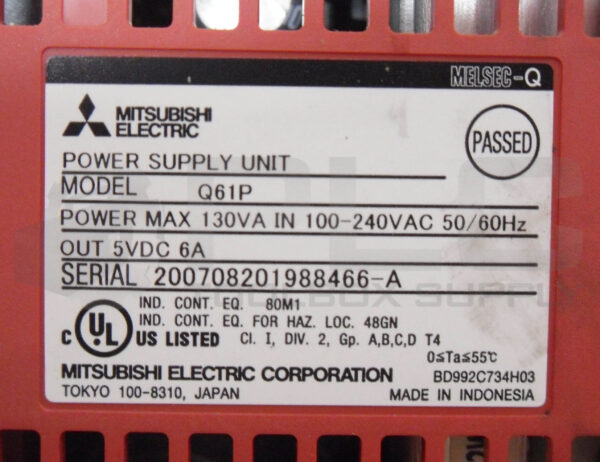 MELSEC-Q
MITSUBISHI
ELECTRIC
PASSED
POWER SUPPLY UNIT
MODEL Q61P
POWER MAX 130VA IN 100-240VAC 50/60Hz
OUT 5VDC 6A
SERIAL 200708201988466-A
IND. CONT. EQ. 80M1
IND. CONT. EQ. FOR HAZ. LOC. 48GN
C UL US LISTED Cl. I, DIV. 2, Gp. A,B,C,D T4
0≤Ta≤55℃
MITSUBISHI ELECTRIC CORPORATION BD992C734H03
TOKYO 100-8310, JAPAN MADE IN INDONESIA